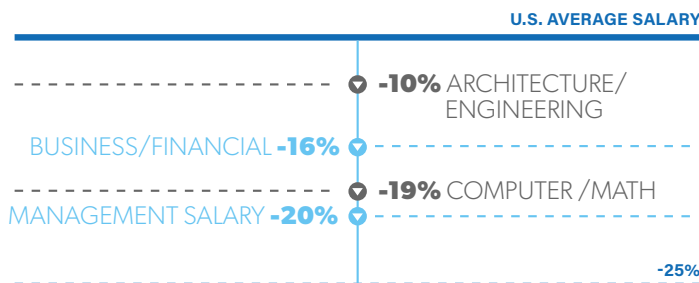 U.S. AVERAGE SALARY
-10% ARCHITECTURE/
ENGINEERING
BUSINESS/FINANCIAL -16%
-19% COMPUTER /MATH
MANAGEMENT SALARY -20%
-25%